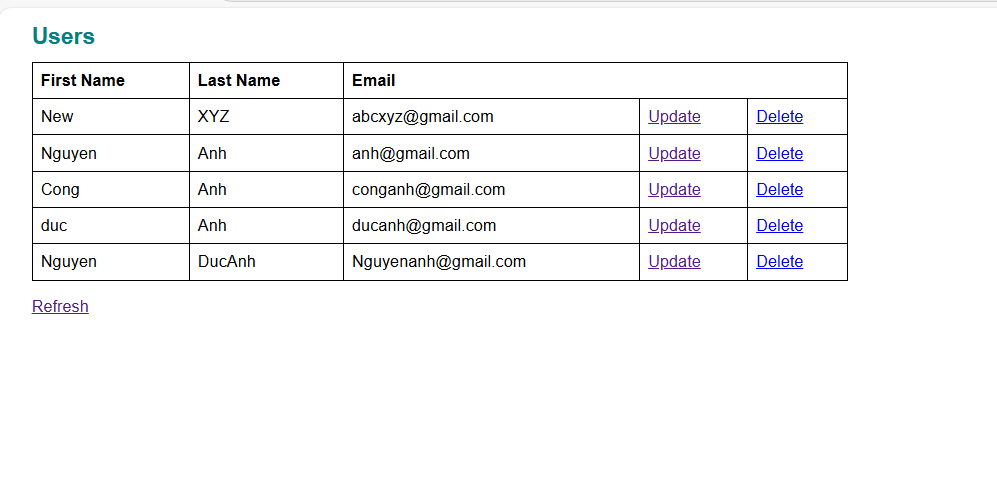 Users
First Name Last Name Email
New XYZ abcxyz@gmail.com Update Delete
Nguyen Anh anh@gmail.com Update Delete
Cong Anh conganh@gmail.com Update Delete
duc Anh ducanh@gmail.com Update Delete
Nguyen DucAnh Nguyenanh@gmail.com Update Delete
Refresh